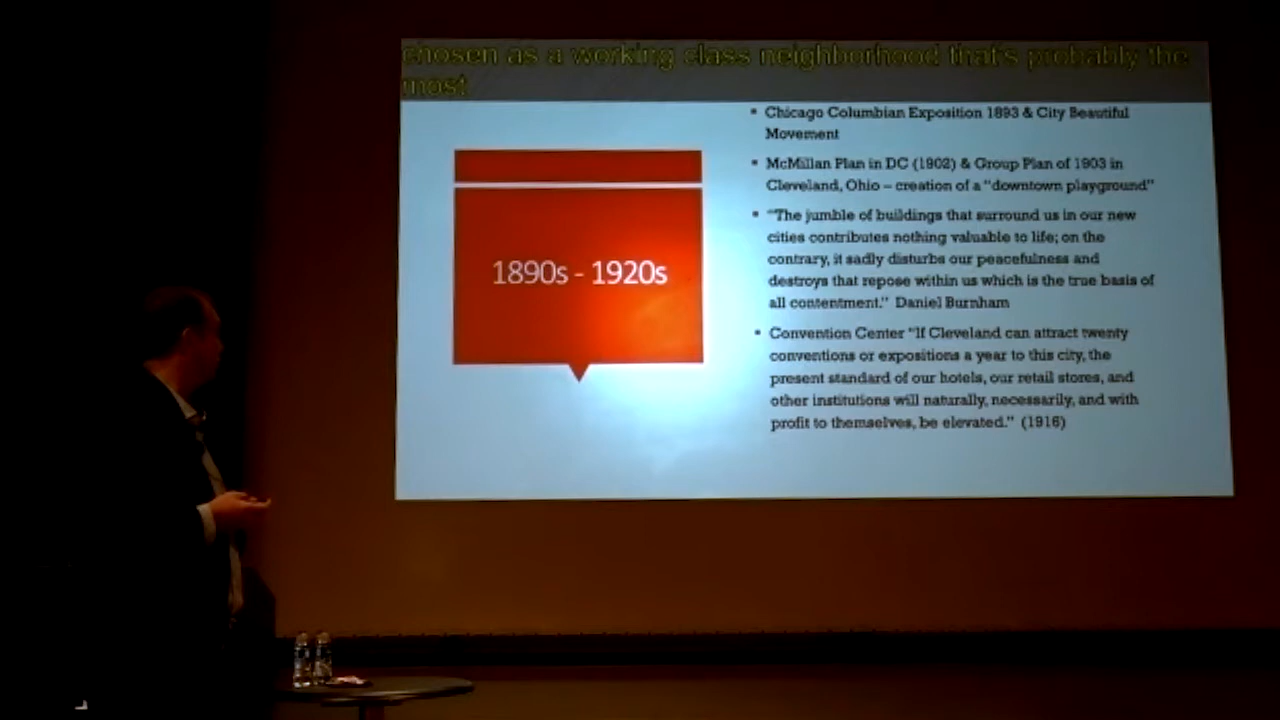 chosen as a working class neighborhood that's probably the
most
1890s - 1920s
▪ Chicago Columbian Exposition 1893 & City Beautiful
Movement
▪ McMillan Plan in DC (1902) & Group Plan of 1903 in
Cleveland, Ohio – creation of a "downtown playground"
▪ "The jumble of buildings that surround us in our new
cities contributes nothing valuable to life; on the
contrary, it sadly disturbs our peacefulness and
destroys that repose within us which is the true basis of
all contentment." Daniel Burnham
▪ Convention Center "If Cleveland can attract twenty
conventions or expositions a year to this city, the
present standard of our hotels, our retail stores, and
other institutions will naturally, necessarily, and with
profit to themselves, be elevated." (1916)